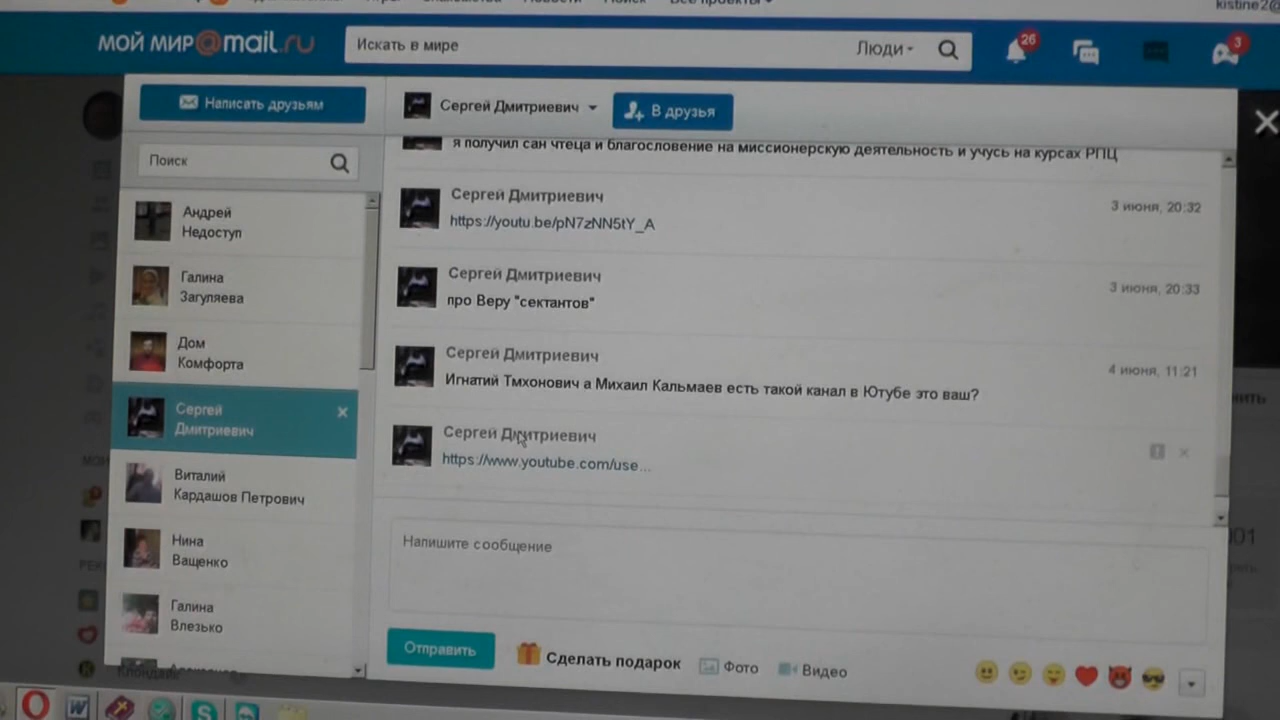 kistine2@
мой мир@mail.ru
Искать в мире
Люди
26
3
Написать друзьям
Сергей Дмитриевич
В друзья
Поиск
я получил сан чтеца и благословение на миссионерскую деятельность и учусь на курсах РПЦ
Андрей
Недоступ
Галина
Загуляева
Дом
Комфорта
Сергей
Дмитриевич
Виталий
Кардашов Петрович
Нина
Ващенко
Галина
Влезько
Сергей Дмитриевич
3 июня, 20:32
https://youtu.be/pN7zNN5tY_A
Сергей Дмитриевич
3 июня, 20:33
про Веру "сектантов"
Сергей Дмитриевич
4 июня, 11:21
Игнатий Тмхонович а Михаил Кальмаев есть такой канал в Ютубе это ваш?
Сергей Дмитриевич
https://www.youtube.com/use...
Напишите сообщение
Отправить
Сделать подарок
Фото
Видео
Клондайк